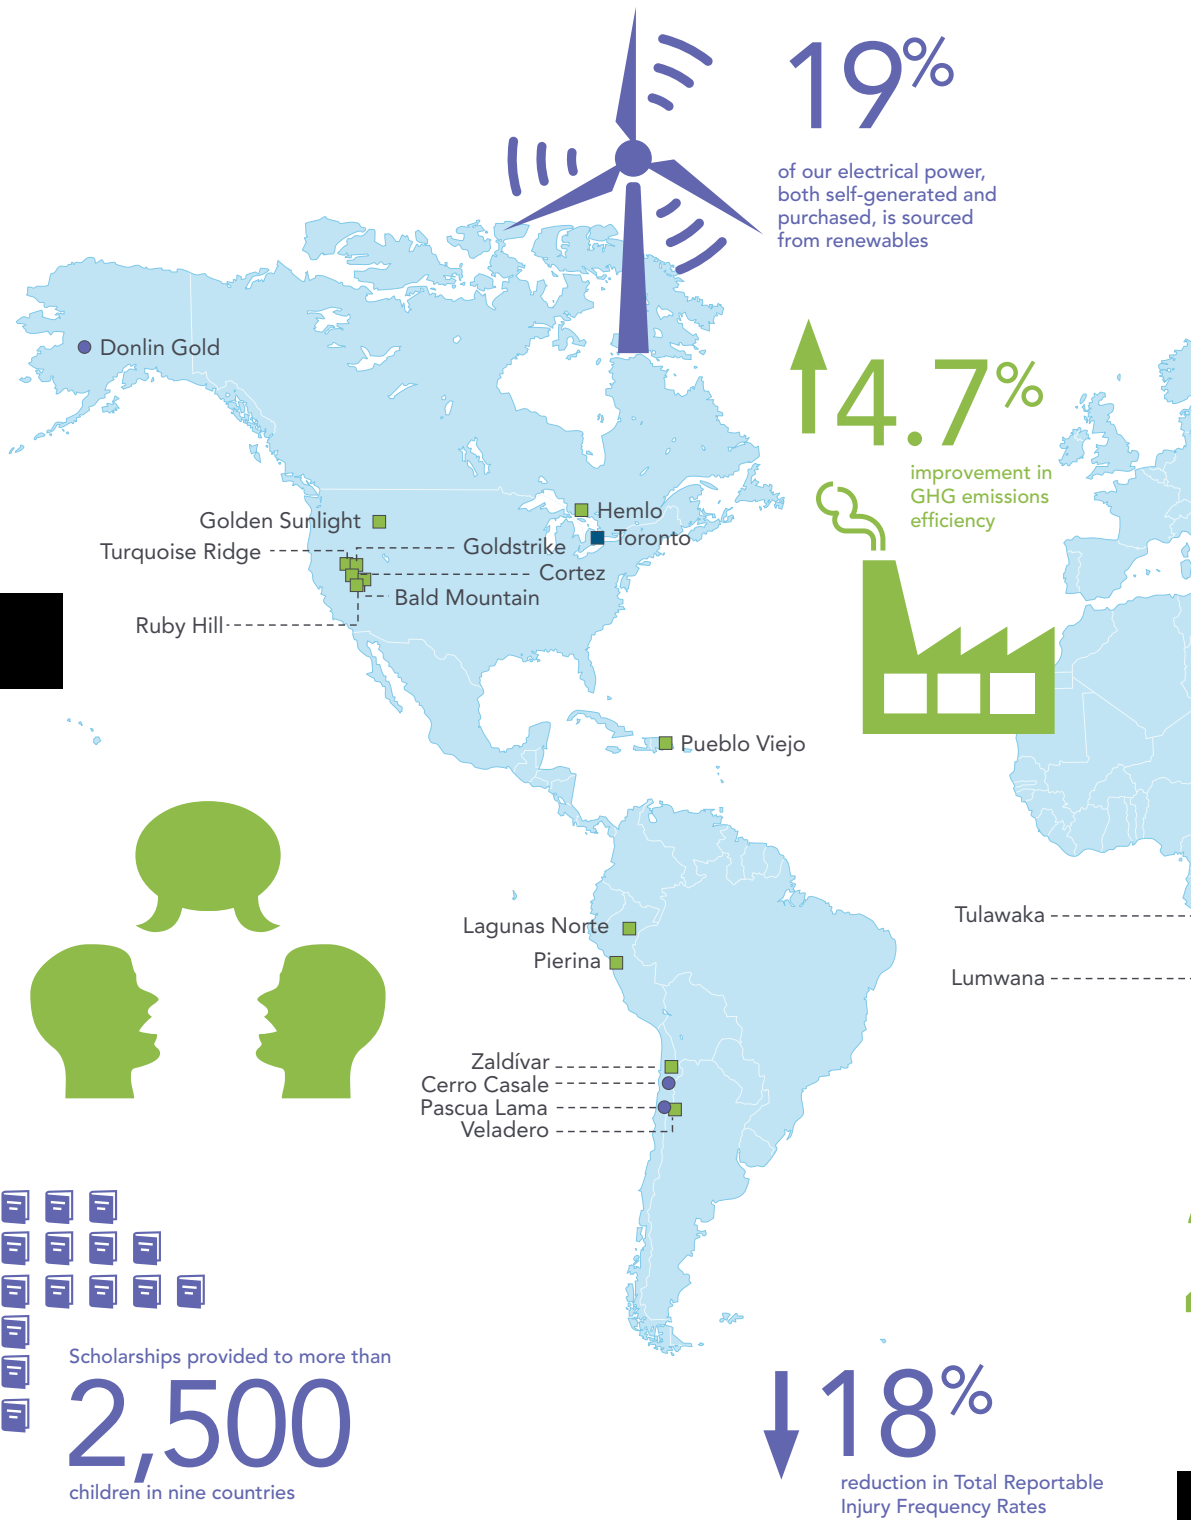 19%
of our electrical power,
both self-generated and
purchased, is sourced
from renewables
Donlin Gold
4.7%
improvement in
GHG emissions
efficiency
Golden Sunlight
Hemlo
Toronto
Turquoise Ridge
Goldstrike
Cortez
Bald Mountain
Ruby Hill
Pueblo Viejo
Lagunas Norte
Pierina
Tulawaka
Lumwana
Zaldívar
Cerro Casale
Pascua Lama
Veladero
Scholarships provided to more than
2,500
children in nine countries
18%
reduction in Total Reportable
Injury Frequency Rates